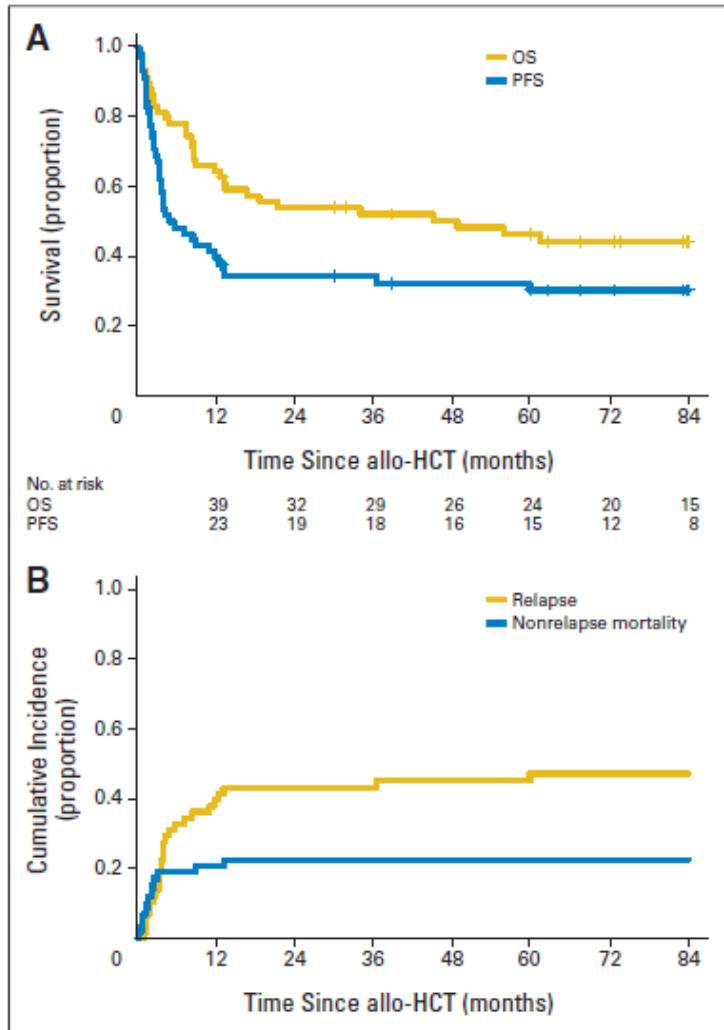 A
OS
PFS
1.0
0.8
0.6
0.4
0.2
Survival (proportion)
0 12 24 36 48 60 72 84
Time Since allo-HCT (months)
No. at risk
OS 39 32 29 26 24 20 15
PFS 23 19 18 16 15 12 8
B
Relapse
Nonrelapse mortality
1.0
0.8
0.6
0.4
0.2
Cumulative Incidence
(proportion)
0 12 24 36 48 60 72 84
Time Since allo-HCT (months)